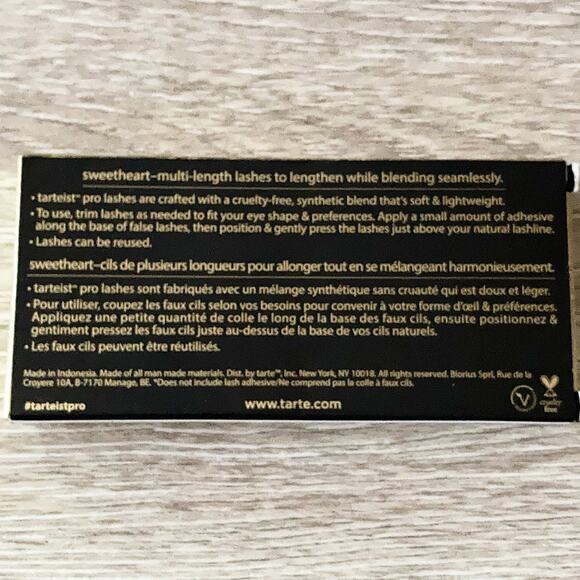 sweetheart–multi-length lashes to lengthen while blending seamlessly.
• tarteist™ pro lashes are crafted with a cruelty-free, synthetic blend that's soft & lightweight.
• To use, trim lashes as needed to fit your eye shape & preferences. Apply a small amount of adhesive
along the base of false lashes, then position & gently press the lashes just above your natural lashline.
• Lashes can be reused.
sweetheart–cils de plusieurs longueurs pour allonger tout en se mélangeant harmonieusement.
• tarteist™ pro lashes sont fabriqués avec un mélange synthétique sans cruauté qui est doux et léger.
• Pour utiliser, coupez les faux cils selon vos besoins pour convenir à votre forme d'œil & préférences.
Appliquez une petite quantité de colle le long de la base des faux cils, ensuite positionnez &
gentiment pressez les faux cils juste au-dessus de la base de vos cils naturels.
• Les faux cils peuvent être réutilisés.
Made in Indonesia. Made of all man made materials. Dist. by tarte™, Inc. New York, NY 10018. All rights reserved. Biorius Sprl, Rue de la
Croyere 10A, B-7170 Manage, BE. *Does not include lash adhesive/Ne comprend pas la colle à faux cils.
#tarteistpro
www.tarte.com
V
cruelty
free